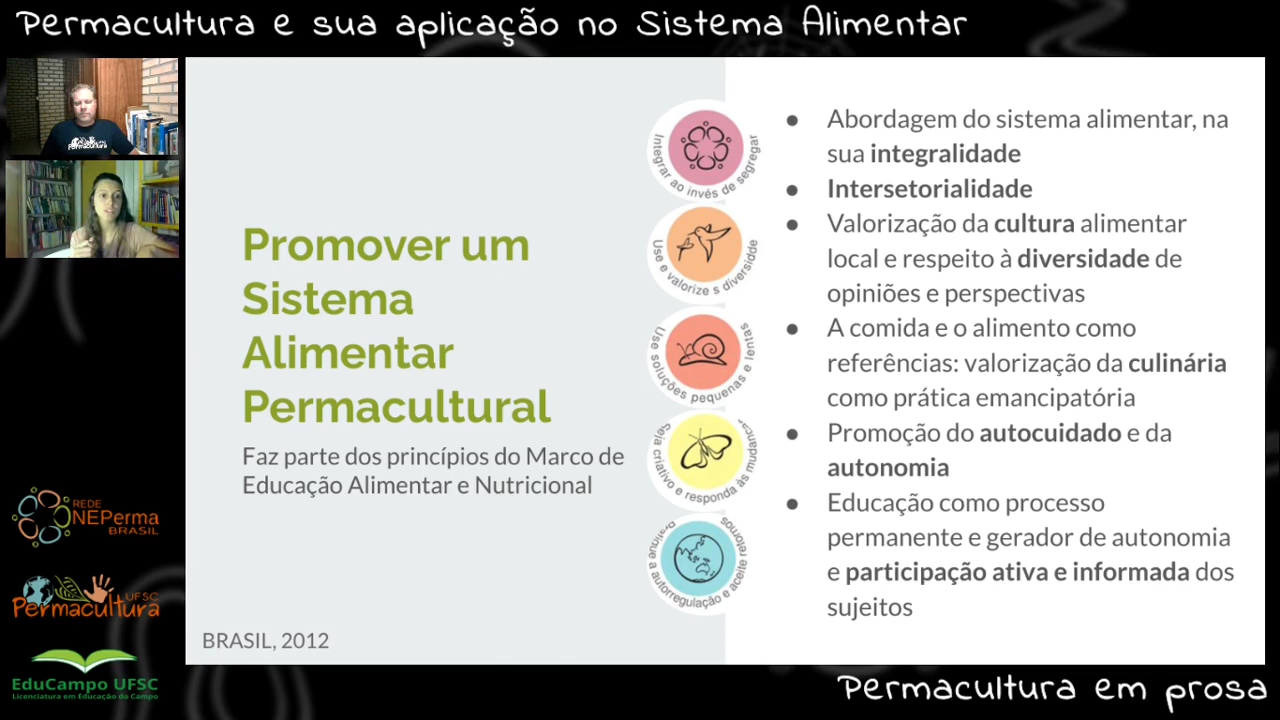 Permacultura e sua aplicação no Sistema Alimentar
Permacultura
Promover um
Sistema
Alimentar
Permacultural
Faz parte dos princípios do Marco de
Educação Alimentar e Nutricional
BRASIL, 2012
Integrar ao invés de segregar
Use e valorize s diversidde
Use soluções pequenas e lentas
Seja criativo e responda às mudanças
Pratique a autorregulação e aceite retornos
● Abordagem do sistema alimentar, na
sua integralidade
● Intersetorialidade
● Valorização da cultura alimentar
local e respeito à diversidade de
opiniões e perspectivas
● A comida e o alimento como
referências: valorização da culinária
como prática emancipatória
● Promoção do autocuidado e da
autonomia
● Educação como processo
permanente e gerador de autonomia
e participação ativa e informada dos
sujeitos
REDE
NEPerma
BRASIL
UFSC
Permacultura
EduCampo UFSC
Licenciatura em Educação do Campo
Permacultura em prosa